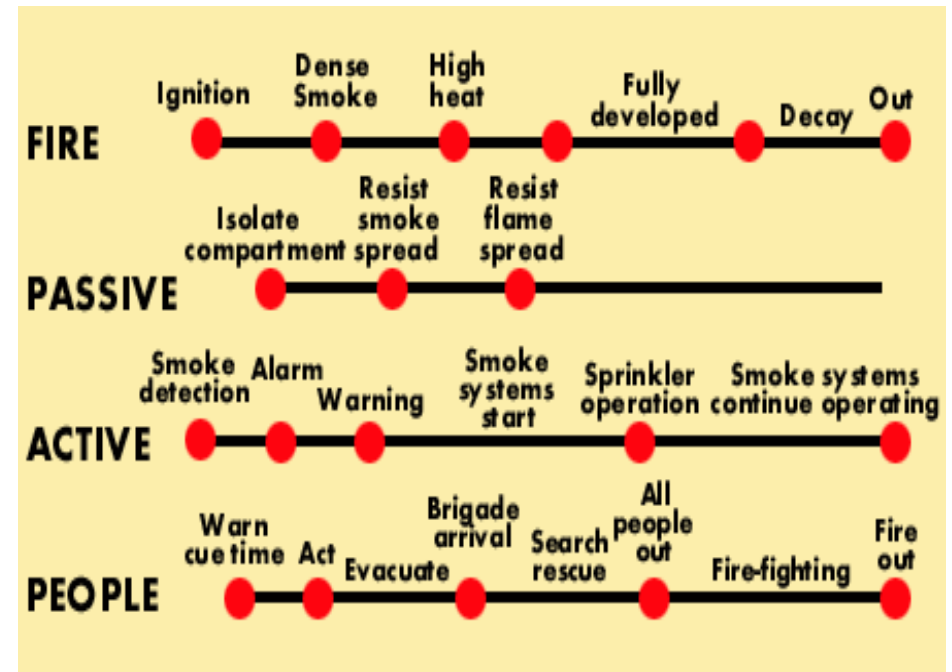 Ignition
Dense
Smoke
High
heat
Fully
developed
Decay
Out
FIRE
Isolate
compartment
Resist
smoke
spread
Resist
flame
spread
PASSIVE
Smoke
detection
Alarm
Warning
Smoke
systems
start
Sprinkler
operation
Smoke systems
continue operating
ACTIVE
Warn
cue time
Act
Evacuate
Brigade
arrival
Search
rescue
All
people
out
Fire-fighting
Fire
out
PEOPLE